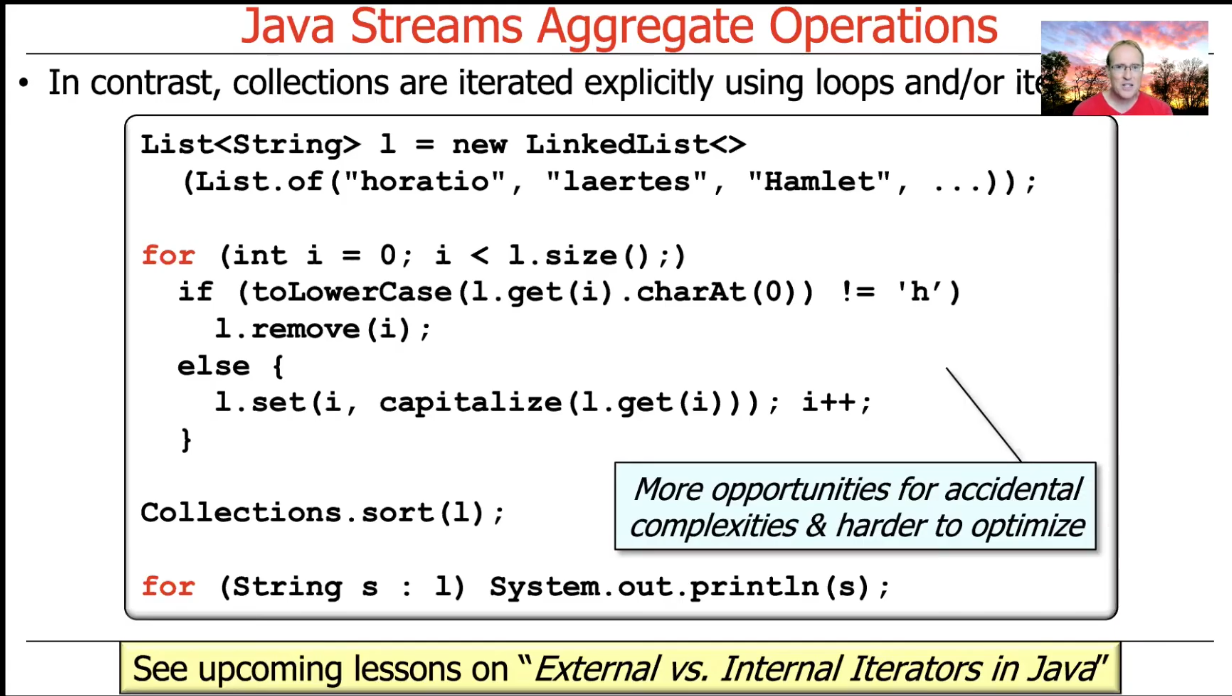 Java Streams Aggregate Operations
• In contrast, collections are iterated explicitly using loops and/or
List<String> l = new LinkedList<>
(List.of("horatio", "laertes", "Hamlet", ...));
for (int i = 0; i < l.size();)
if (toLowerCase(l.get(i).charAt(0)) != 'h’)
l.remove(i);
else {
l.set(i, capitalize(l.get(i))); i++;
}
Collections.sort(l);
for (String s : l) System.out.println(s);
More opportunities for accidental
complexities & harder to optimize
See upcoming lessons on “External vs. Internal Iterators in Java”